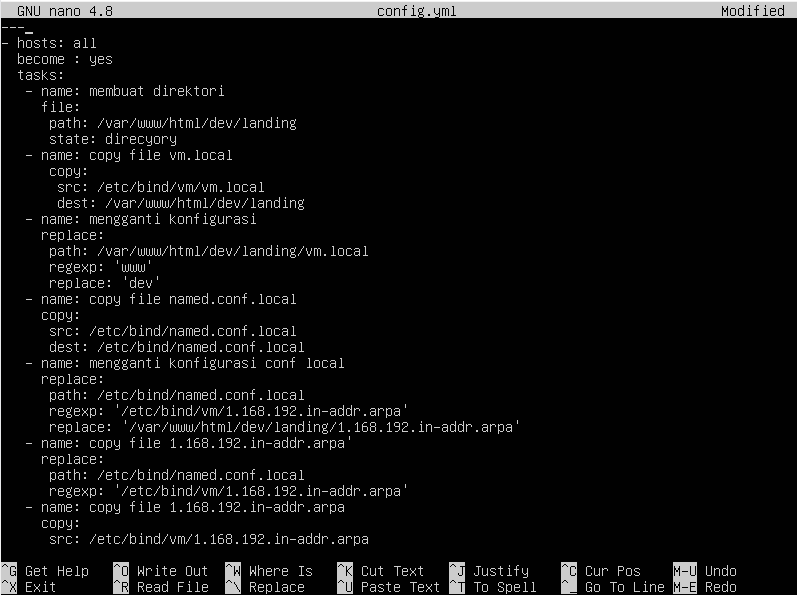 GNU nano 4.8 config.yml Modified
---
- hosts: all
  become : yes
  tasks:
   - name: membuat direktori
     file:
      path: /var/www/html/dev/landing
      state: direcyory
   - name: copy file vm.local
      copy:
       src: /etc/bind/vm/vm.local
       dest: /var/www/html/dev/landing
   - name: mengganti konfigurasi
     replace:
      path: /var/www/html/dev/landing/vm.local
      regexp: 'www'
      replace: 'dev'
   - name: copy file named.conf.local
     copy:
      src: /etc/bind/named.conf.local
      dest: /etc/bind/named.conf.local
   - name: mengganti konfigurasi conf local
     replace:
      path: /etc/bind/named.conf.local
      regexp: '/etc/bind/vm/1.168.192.in-addr.arpa'
      replace: '/var/www/html/dev/landing/1.168.192.in-addr.arpa'
   - name: copy file 1.168.192.in-addr.arpa'
     replace:
      path: /etc/bind/named.conf.local
      regexp: '/etc/bind/vm/1.168.192.in-addr.arpa'
   - name: copy file 1.168.192.in-addr.arpa
     copy:
      src: /etc/bind/vm/1.168.192.in-addr.arpa
^G Get Help ^O Write Out ^W Where Is ^K Cut Text ^J Justify ^C Cur Pos M-U Undo
^X Exit ^R Read File ^\ Replace ^U Paste Text ^T To Spell ^_ Go To Line M-E Redo